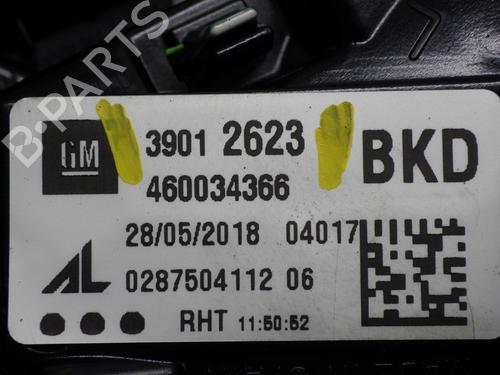 GM 3901 2623 BKD
460034366
28/05/2018 04017
AL 0287504112 06
RHT 11:50:52
B-PARTS